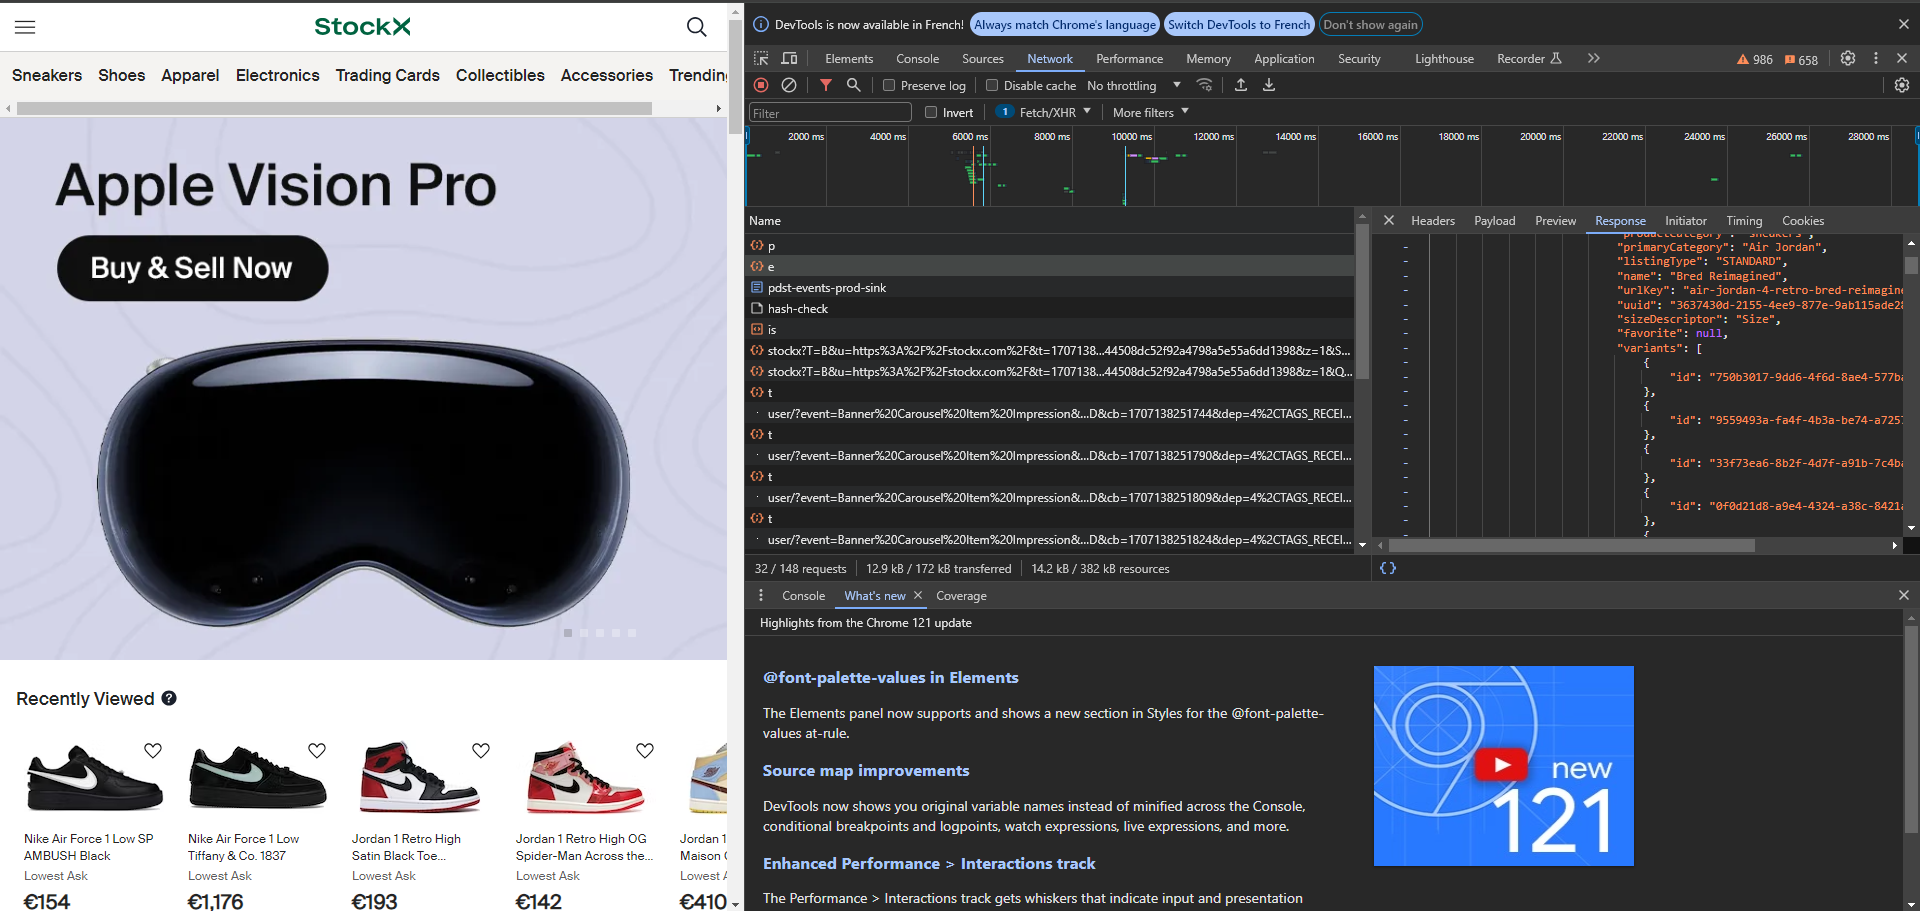 StockX
Sneakers Shoes Apparel Electronics Trading Cards Collectibles Accessories Trending
Apple Vision Pro
Buy & Sell Now
Recently Viewed ?
Nike Air Force 1 Low SP
AMBUSH Black
Lowest Ask
€154
Nike Air Force 1 Low
Tiffany & Co. 1837
Lowest Ask
€1,176
Jordan 1 Retro High
Satin Black Toe...
Lowest Ask
€193
Jordan 1 Retro High OG
Spider-Man Across the...
Lowest Ask
€142
Jordan 1
Maison C
Lowest Ask
€410
DevTools is now available in French! Always match Chrome's language Switch DevTools to French Don't show again
Elements Console Sources Network Performance Memory Application Security Lighthouse Recorder 986 658
Preserve log Disable cache No throttling
Filter Invert 1 Fetch/XHR More filters
2000 ms 4000 ms 6000 ms 8000 ms 10000 ms 12000 ms 14000 ms 16000 ms 18000 ms 20000 ms 22000 ms 24000 ms 26000 ms 28000 ms
Name
p
e
pdst-events-prod-sink
hash-check
is
stockx?T=B&u=https%3A%2F%2Fstockx.com%2F&t=1707138...44508dc52f92a4798a5e55a6dd1398&z=1&S...
stockx?T=B&u=https%3A%2F%2Fstockx.com%2F&t=1707138...44508dc52f92a4798a5e55a6dd1398&z=1&Q...
t
user/?event=Banner%20Carousel%20Item%20Impression&...D&cb=1707138251744&dep=4%2CTAGS_RECEI...
t
user/?event=Banner%20Carousel%20Item%20Impression&...D&cb=1707138251790&dep=4%2CTAGS_RECEI...
t
user/?event=Banner%20Carousel%20Item%20Impression&...D&cb=1707138251809&dep=4%2CTAGS_RECEI...
t
user/?event=Banner%20Carousel%20Item%20Impression&...D&cb=1707138251824&dep=4%2CTAGS_RECEI...
32 / 148 requests 12.9 kB / 172 kB transferred 14.2 kB / 382 kB resources
Headers Payload Preview Response Initiator Timing Cookies
"productCategory": "sneakers",
"primaryCategory": "Air Jordan",
"listingType": "STANDARD",
"name": "Bred Reimagined",
"urlKey": "air-jordan-4-retro-bred-reimagine
"uuid": "3637430d-2155-4ee9-877e-9ab115ade28
"sizeDescriptor": "Size",
"favorite": null,
"variants": [
{
"id": "750b3017-9dd6-4f6d-8ae4-577ba
},
{
"id": "9559493a-fa4f-4b3a-be74-a7257
},
{
"id": "33f73ea6-8b2f-4d7f-a91b-7c4ba
},
{
"id": "0f0d21d8-a9e4-4324-a38c-8421a
},
{
{}
Console What's new Coverage
Highlights from the Chrome 121 update
@font-palette-values in Elements
The Elements panel now supports and shows a new section in Styles for the @font-palette-
values at-rule.
Source map improvements
DevTools now shows you original variable names instead of minified across the Console,
conditional breakpoints and logpoints, watch expressions, live expressions, and more.
Enhanced Performance > Interactions track
The Performance > Interactions track gets whiskers that indicate input and presentation
new
121